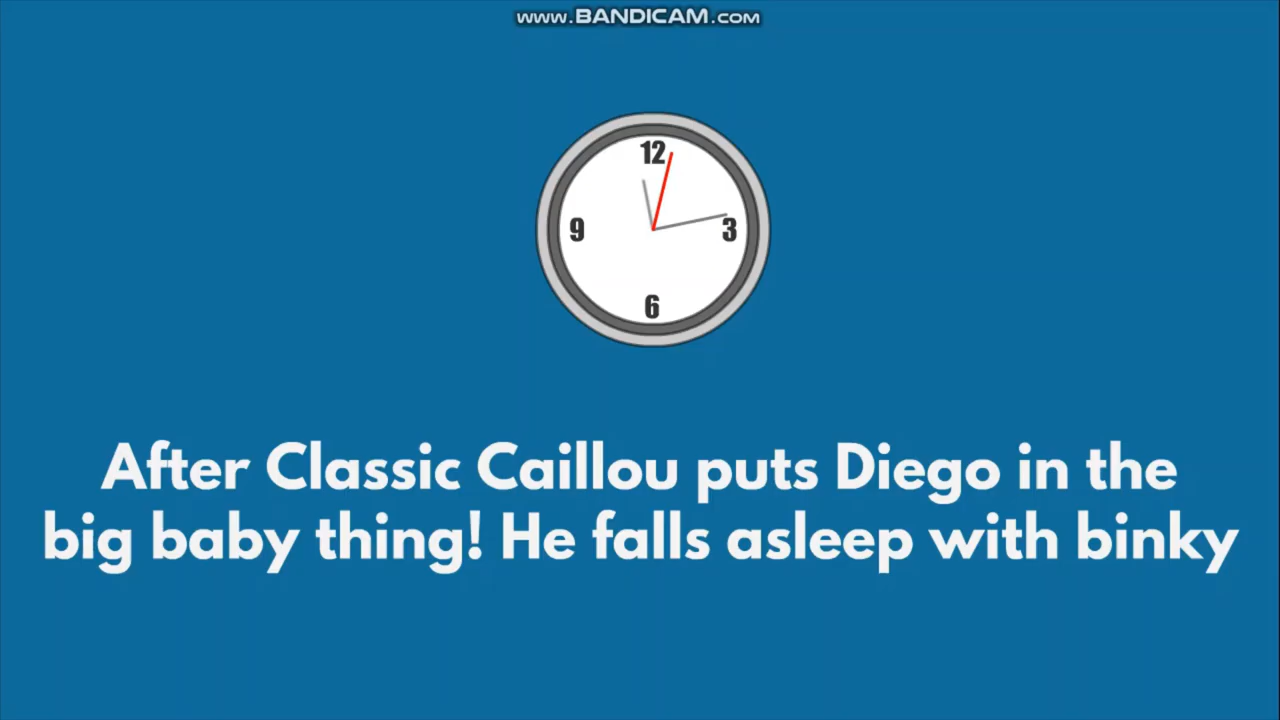 www.BANDICAM.com
12
9
3
6
After Classic Caillou puts Diego in the
big baby thing! He falls asleep with binky